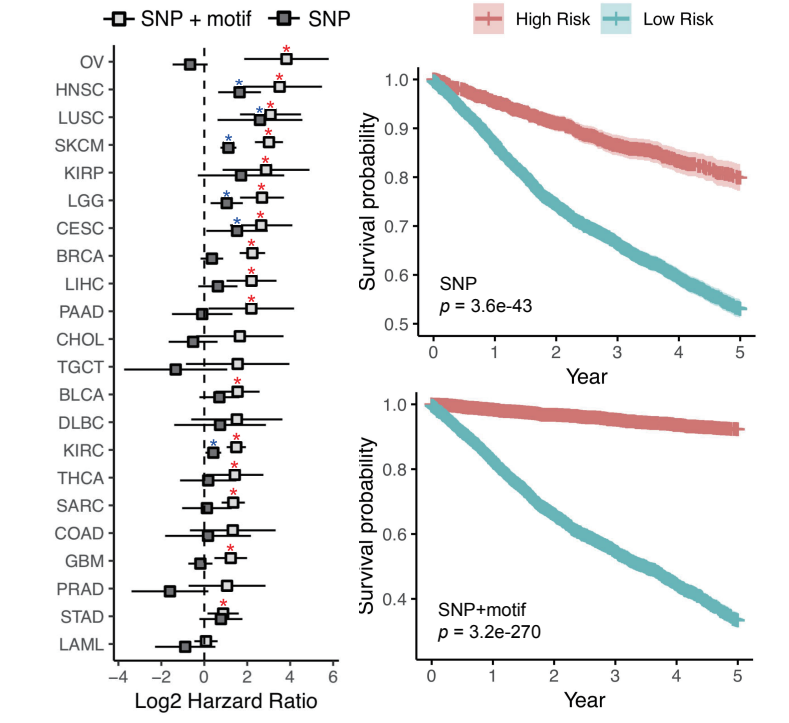 SNP + motif SNP
High Risk Low Risk
OV
HNSC
LUSC
SKCM
KIRP
LGG
CESC
BRCA
LIHC
PAAD
CHOL
TGCT
BLCA
DLBC
KIRC
THCA
SARC
COAD
GBM
PRAD
STAD
LAML
−4 −2 0 2 4 6
Log2 Harzard Ratio
Survival probability
1.0
0.9
0.8
0.7
0.6
0.5
SNP
p = 3.6e-43
0 1 2 3 4 5
Year
Survival probability
1.0
0.8
0.6
0.4
SNP+motif
p = 3.2e-270
0 1 2 3 4 5
Year